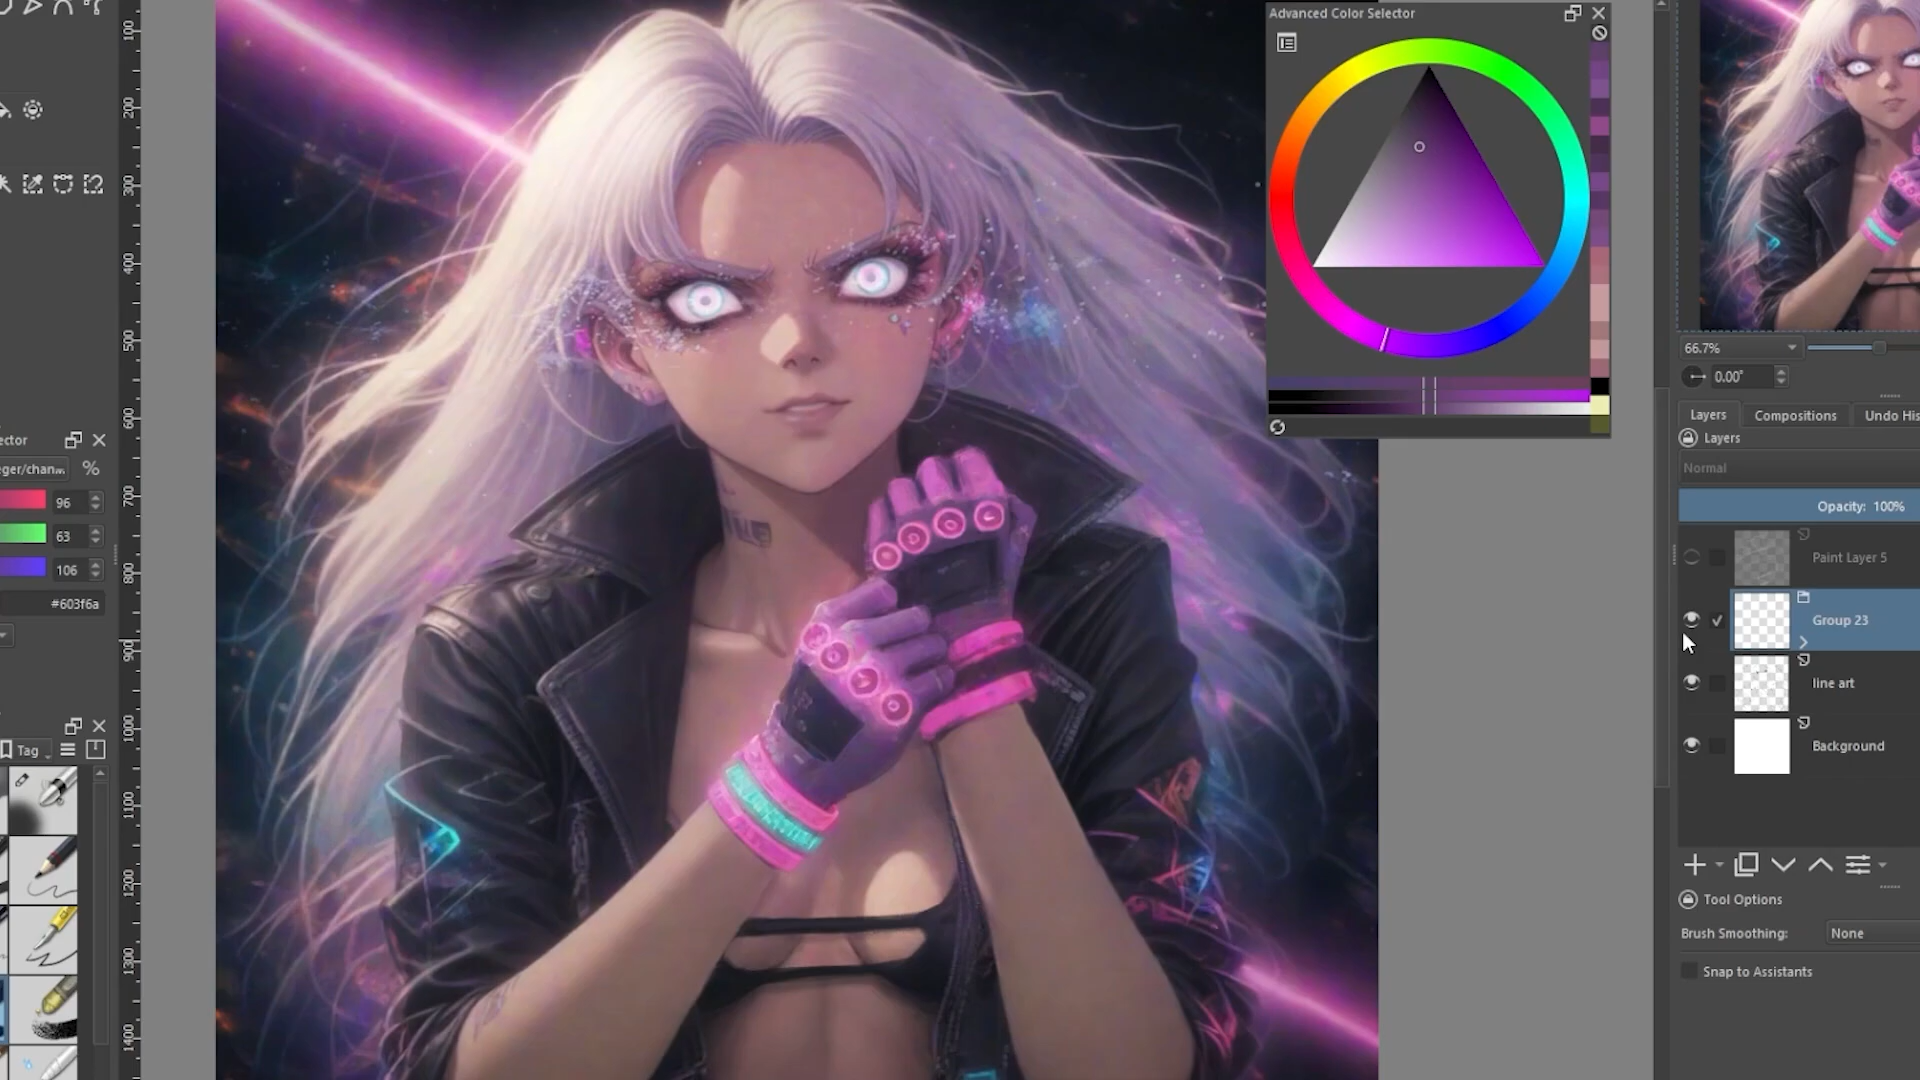 Advanced Color Selector
100
200
300
400
500
600
700
800
900
1000
1100
1200
1300
1400
ector
eger/chan...
%
96
63
106
#603f6a
Tag
66.7%
0.00°
Layers
Compositions
Undo His
Layers
Normal
Opacity: 100%
Paint Layer 5
Group 23
line art
Background
Tool Options
Brush Smoothing:
None
Snap to Assistants